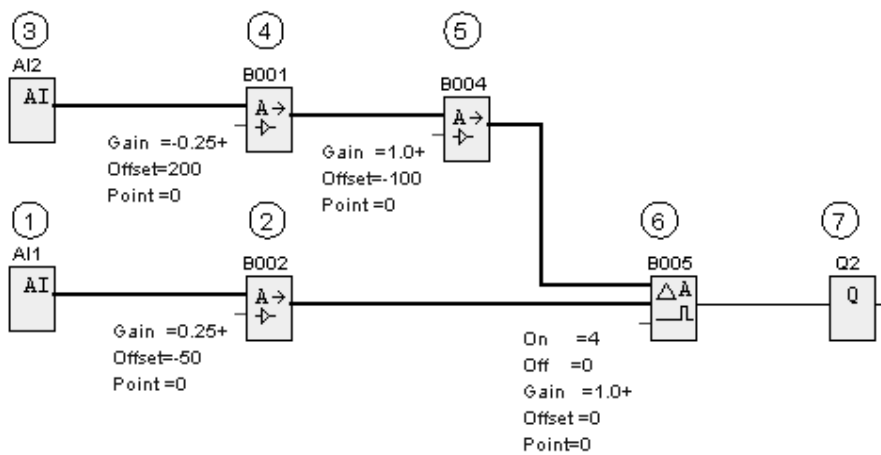 3
4
5
AI2
B001
B004
AI
A→
A→
Gain =-0.25+
Offset=200
Point =0
Gain =1.0+
Offset=-100
Point =0
1
2
6
7
AI1
B002
B005
Q2
AI
A→
△A
Q
Gain =0.25+
Offset=-50
Point =0
On =4
Off =0
Gain =1.0+
Offset =0
Point=0